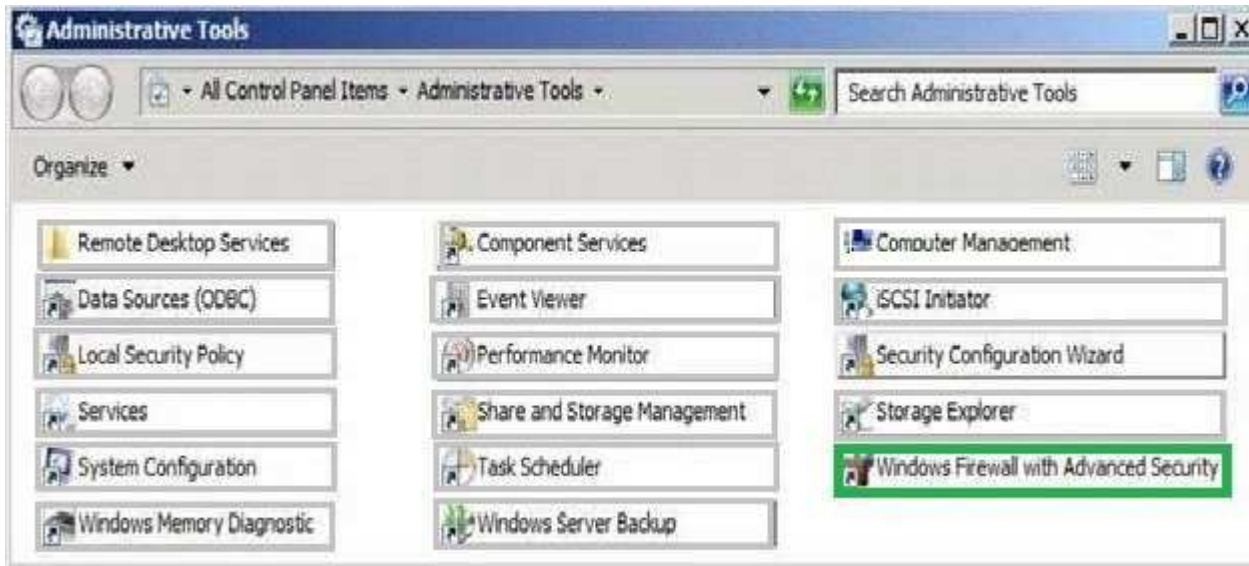 Administrative Tools
All Control Panel Items Administrative Tools
Search Administrative Tools
Organize
Remote Desktop Services
Component Services
Computer Management
Data Sources (ODBC)
Event Viewer
iSCSI Initiator
Local Security Policy
Performance Monitor
Security Configuration Wizard
Services
Share and Storage Management
Storage Explorer
System Configuration
Task Scheduler
Windows Firewall with Advanced Security
Windows Memory Diagnostic
Windows Server Backup